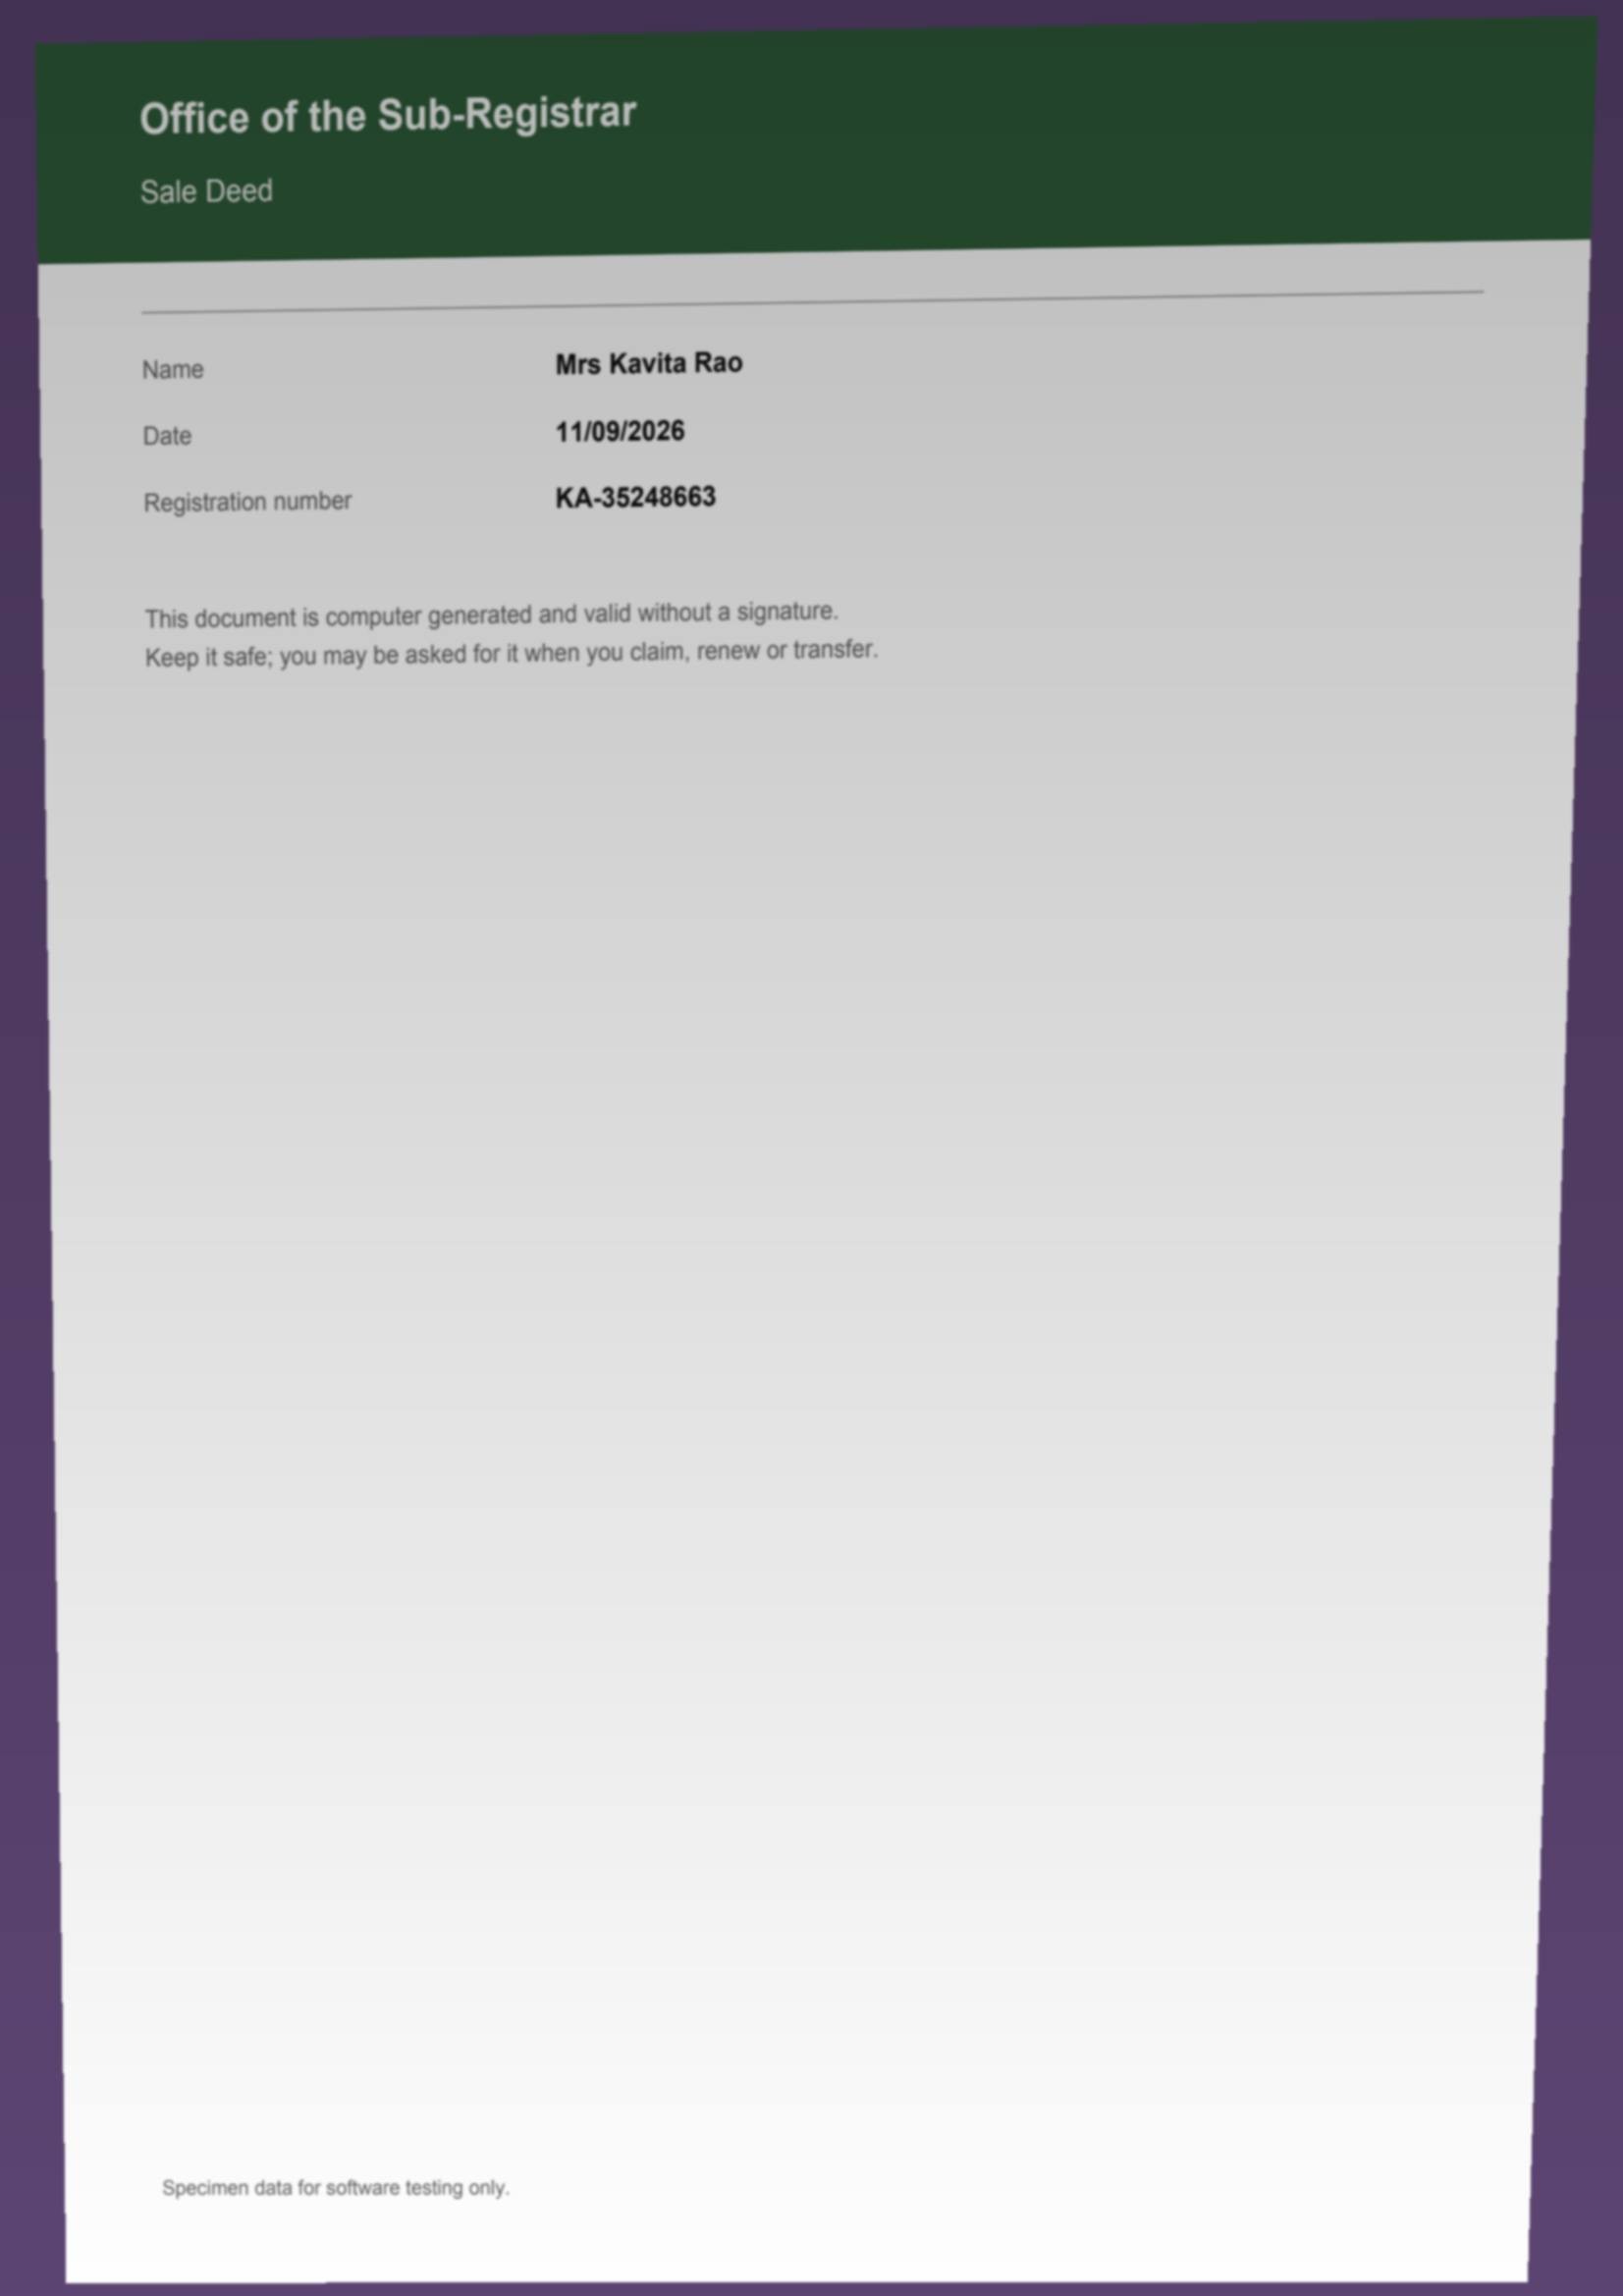 Office of the Sub-Registrar
Sale Deed
Name Mrs Kavita Rao
Date 11/09/2026
Registration number KA-35248663
This document is computer generated and valid without a signature.
Keep it safe; you may be asked for it when you claim, renew or transfer.
Specimen data for software testing only.